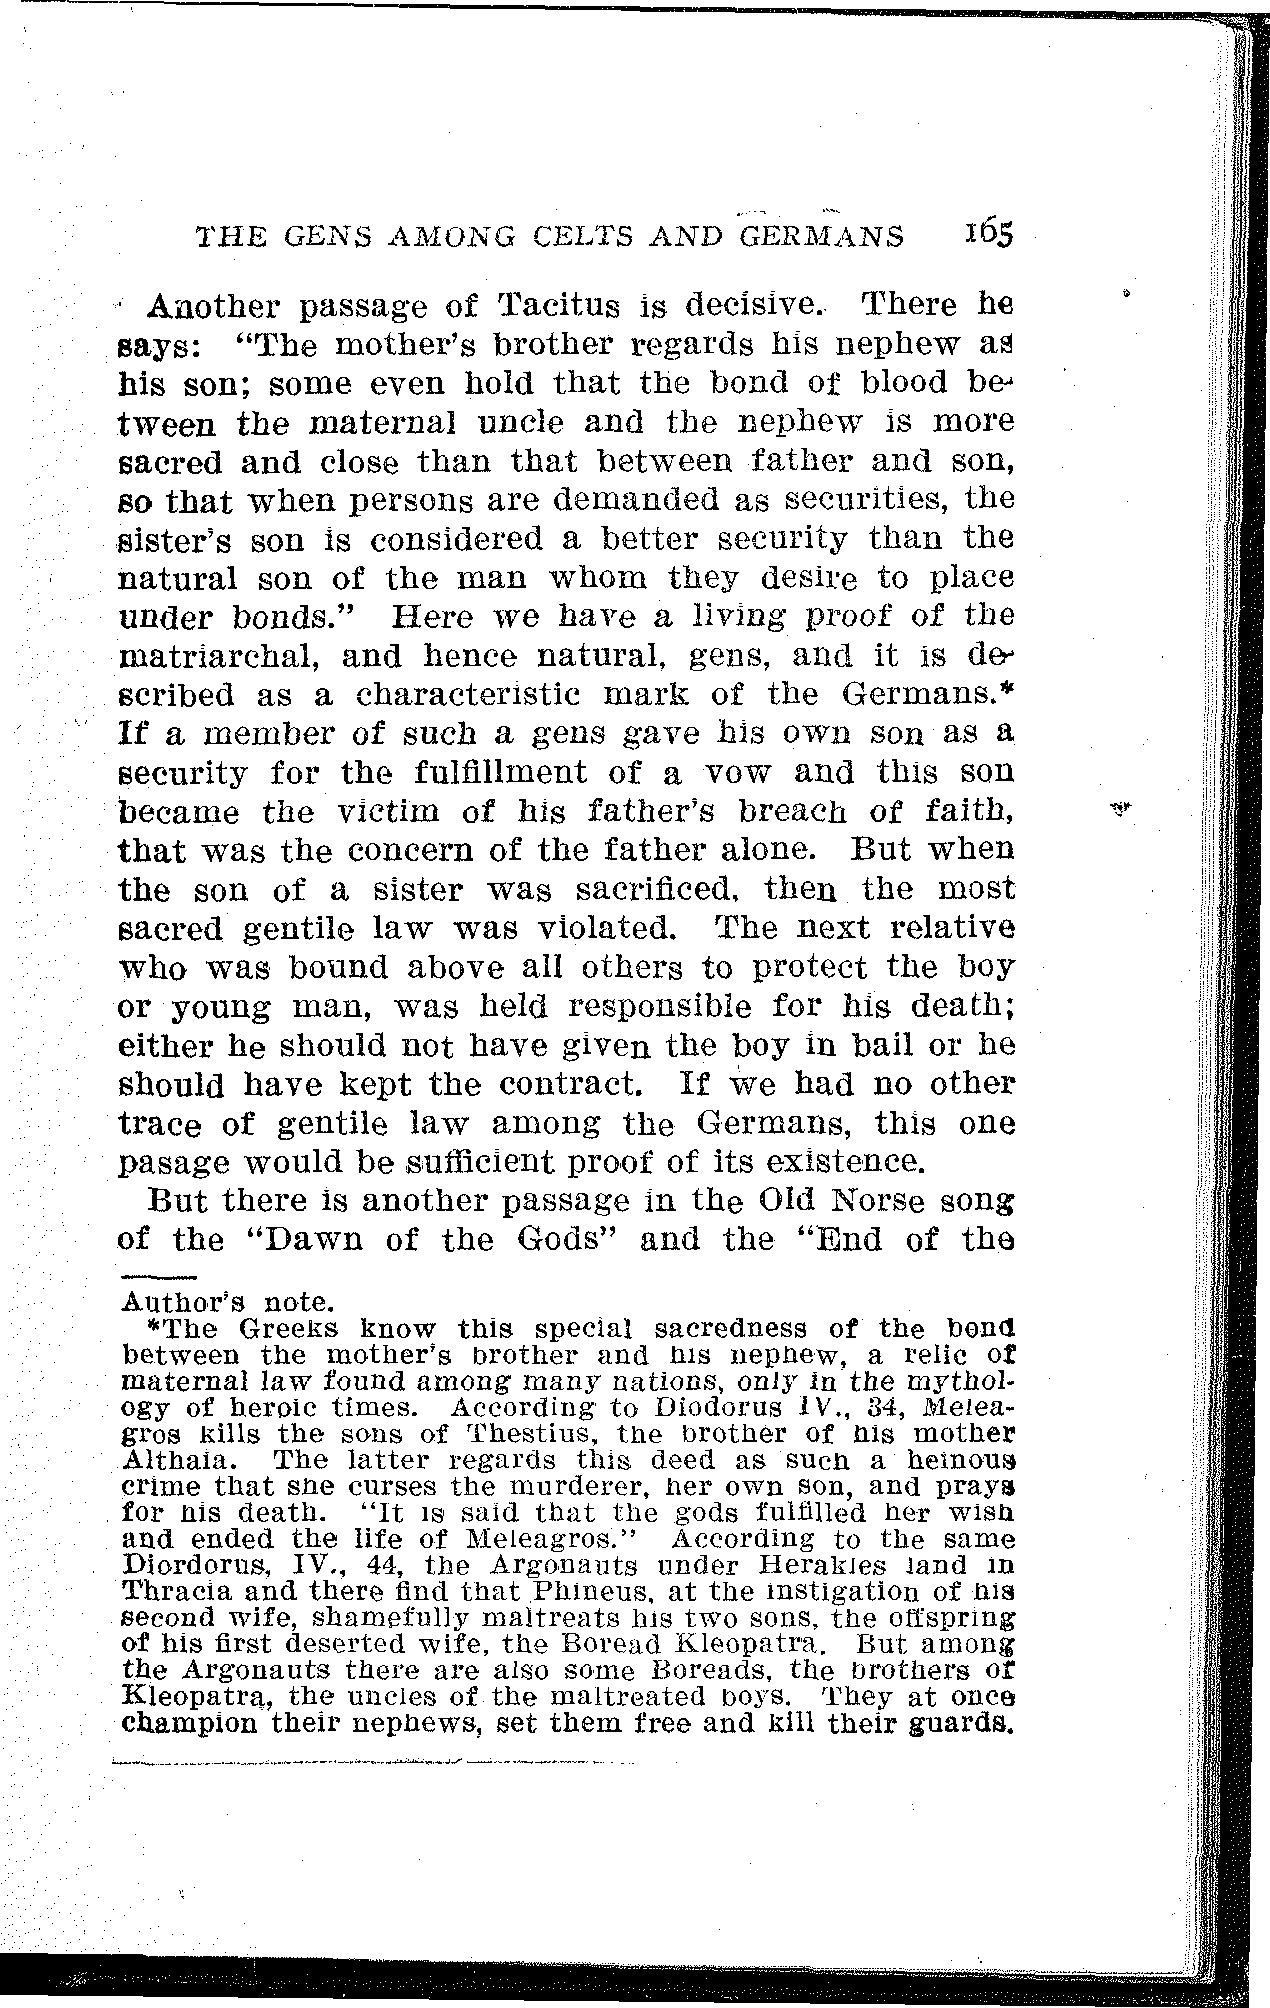 THE GENS AMONG CELTS AND GERMANS 165
Another passage of Tacitus is decisive. There he
says: "The mother's brother regards his nephew as
his son; some even hold that the bond of blood be-
tween the maternal uncle and the nephew is more
sacred and close than that between father and son,
so that when persons are demanded as securities, the
sister's son is considered a better security than the
natural son of the man whom they desire to place
under bonds." Here we have a living proof of the
matriarchal, and hence natural, gens, and it is de-
scribed as a characteristic mark of the Germans.*
If a member of such a gens gave his own son as a
security for the fulfillment of a vow and this son
became the victim of his father's breach of faith,
that was the concern of the father alone. But when
the son of a sister was sacrificed, then the most
sacred gentile law was violated. The next relative
who was bound above all others to protect the boy
or young man, was held responsible for his death;
either he should not have given the boy in bail or he
should have kept the contract. If we had no other
trace of gentile law among the Germans, this one
pasage would be sufficient proof of its existence.
But there is another passage in the Old Norse song
of the "Dawn of the Gods" and the "End of the
Author's note.
*The Greeks know this special sacredness of the bond
between the mother's brother and his nephew, a relic of
maternal law found among many nations, only in the mythol-
ogy of heroic times. According to Diodorus IV., 34, Melea-
gros kills the sons of Thestius, the brother of his mother
Althaia. The latter regards this deed as such a heinous
crime that she curses the murderer, her own son, and prays
for his death. "It is said that the gods fulfilled her wish
and ended the life of Meleagros." According to the same
Diordorus, IV., 44, the Argonauts under Herakles land in
Thracia and there find that Phineus, at the instigation of his
second wife, shamefully maltreats his two sons, the offspring
of his first deserted wife, the Boread Kleopatra. But among
the Argonauts there are also some Boreads, the brothers of
Kleopatra, the uncles of the maltreated boys. They at once
champion their nephews, set them free and kill their guards.